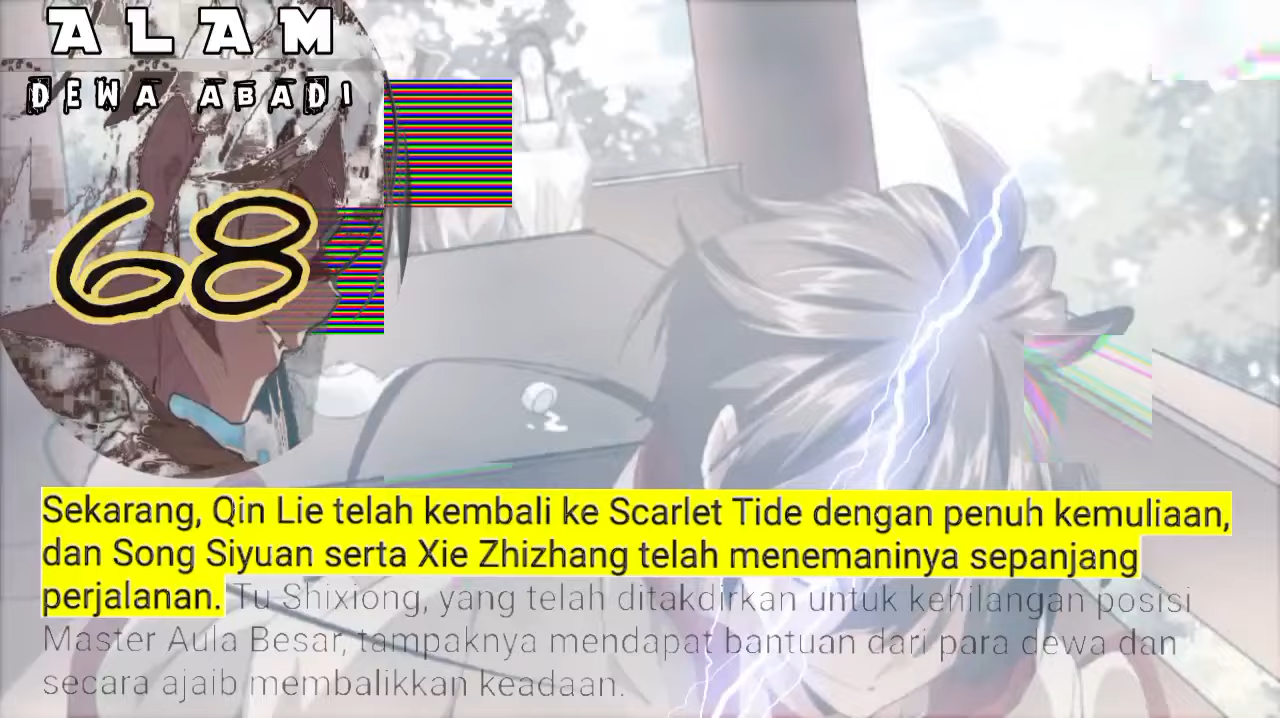 ALAM
DEWA ABADI
68
Sekarang, Qin Lie telah kembali ke Scarlet Tide dengan penuh kemuliaan,
dan Song Siyuan serta Xie Zhizhang telah menemaninya sepanjang
perjalanan. Tu Shixiong, yang telah ditakdirkan untuk kehilangan posisi
Master Aula Besar, tampaknya mendapat bantuan dari para dewa dan
secara ajaib membalikkan keadaan.